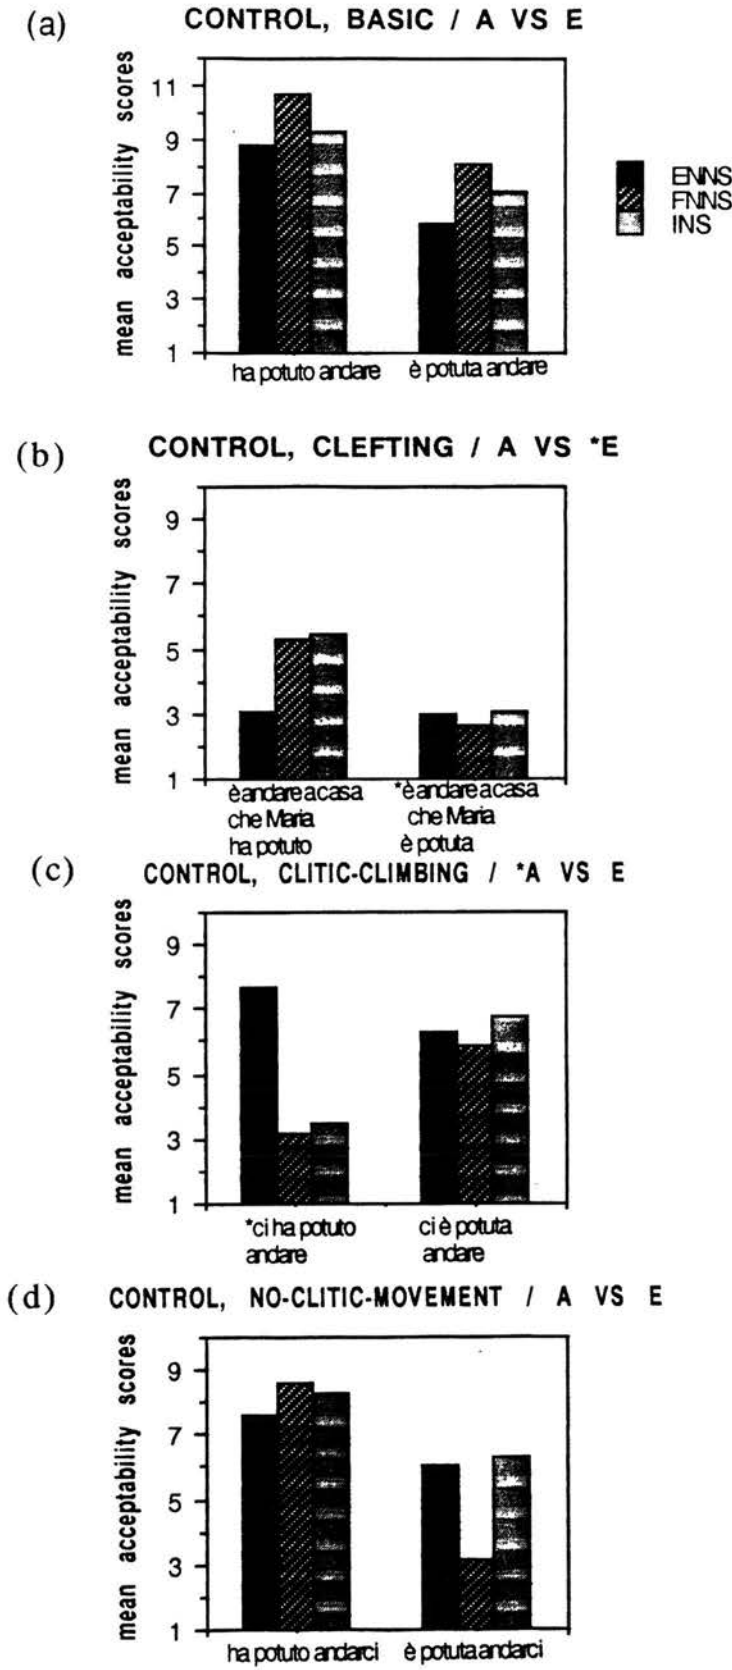 (a) CONTROL, BASIC / A VS E
mean acceptability scores
11
9
7
5
3
1
ha potuto andare è potuta andare
ENNS
FNNS
INS
(b) CONTROL, CLEFTING / A VS *E
mean acceptability scores
9
7
5
3
1
è andare a casa
che Maria
ha potuto
*è andare a casa
che Maria
è potuta
(c) CONTROL, CLITIC-CLIMBING / *A VS E
mean acceptability scores
9
7
5
3
1
*ci ha potuto
andare
ci è potuta
andare
(d) CONTROL, NO-CLITIC-MOVEMENT / A VS E
mean acceptability scores
9
7
5
3
1
ha potuto andarci è potuta andarci